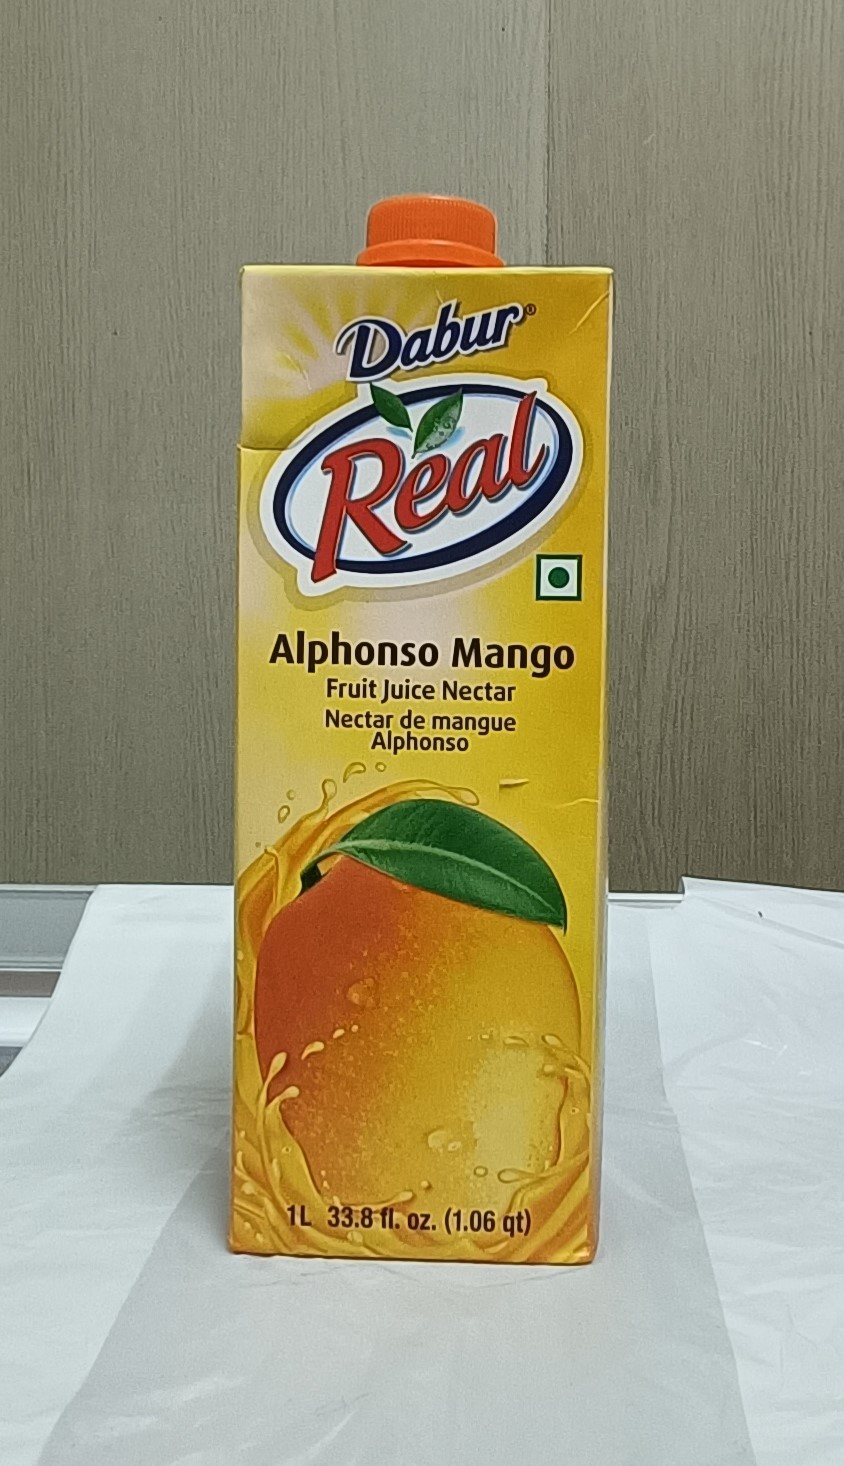 Dabur®
Real
Alphonso Mango
Fruit Juice Nectar
Nectar de mangue
Alphonso
1L 33.8 fl. oz. (1.06 qt)